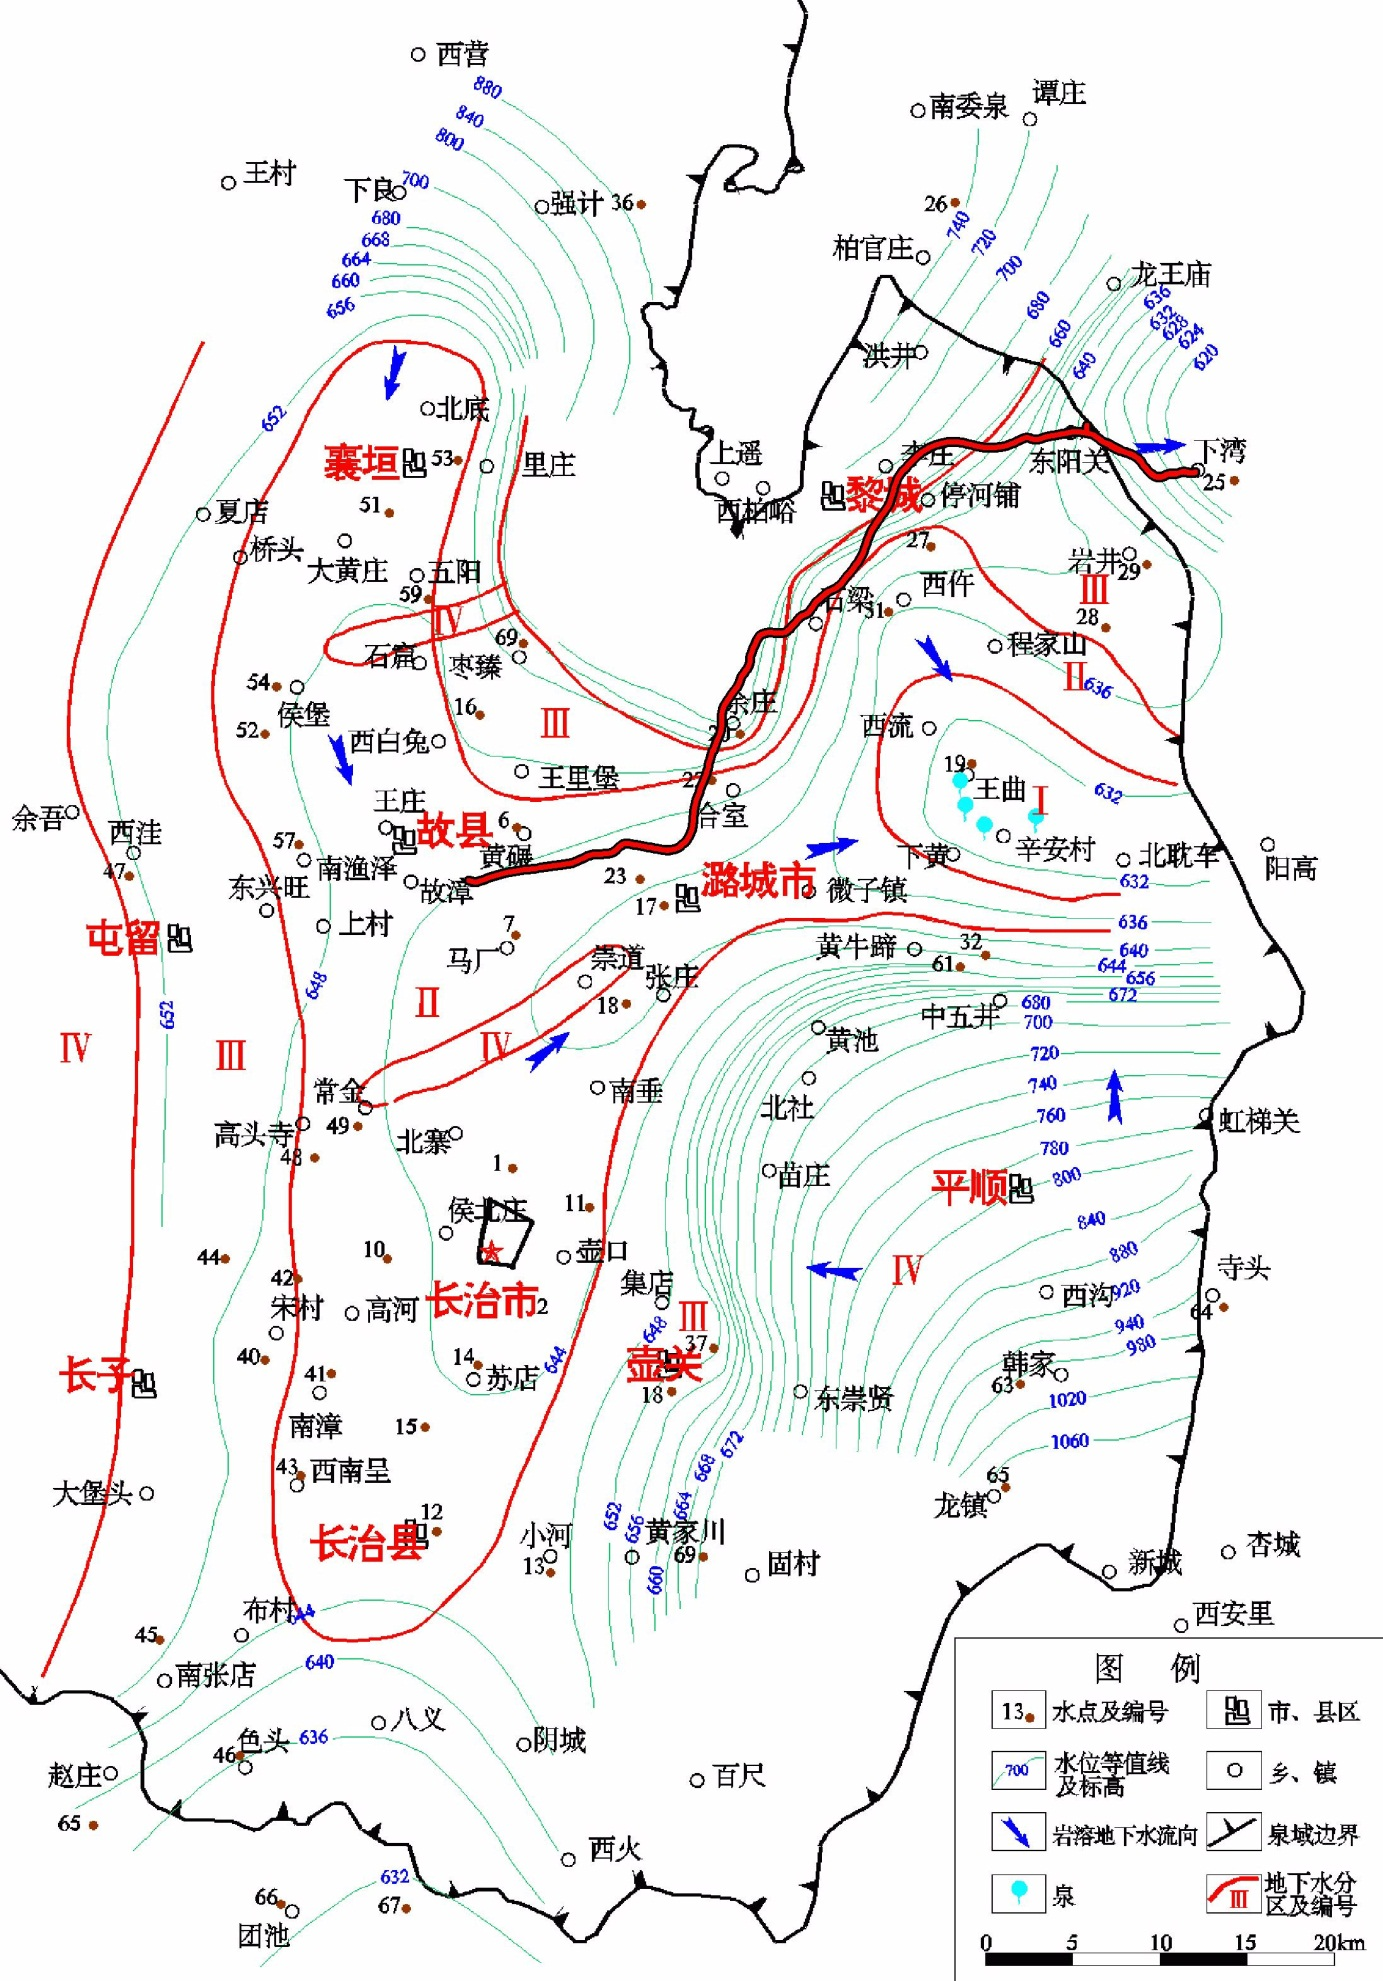 西营
880
840
800
南委泉
谭庄
王村
下良
700
强计 36
26
680
668
664
660
656
740
720
700
柏官庄
龙王庙
680
660
640
636
632
628
624
620
洪井
652
北底
襄垣
53
里庄
上遥
西柏峪
黎城
李庄
停河铺
东阳关
下湾
25
夏店
51
桥头
大黄庄
五阳
59
27
岩井
29
Ⅲ
西仵
石梁
31
28
Ⅳ
石窟
枣臻
69
程家山
Ⅱ
636
54
侯堡
52
16
西白兔
Ⅲ
余庄
20
西流
王里堡
22
合室
19
王曲
Ⅰ
632
余吾
西洼
47
王庄
故县
6
黄碾
57
南渔泽
东兴旺
故漳
23
17
潞城市
微子镇
下黄
辛安村
北耽车
阳高
632
屯留
上村
7
马厂
636
黄牛蹄
32
61
640
644
656
672
崇道
张庄
18
648
652
Ⅱ
680
中五井
700
黄池
Ⅳ
Ⅲ
Ⅳ
720
740
常金
南垂
北社
760
虹梯关
高头寺
49
北寨
48
780
1
苗庄
平顺
800
11
侯北庄
840
44
10
壶口
Ⅳ
880
42
宋村
高河
长治市
2
集店
Ⅲ
648
西沟
920
寺头
64
940
980
40
41
14
苏店
644
37
壶关
18
韩家
63
长子
南漳
东崇贤
1020
15
672
668
1060
43
西南呈
大堡头
65
龙镇
12
长治县
小河
13
652
656
664
黄家川
69
660
固村
新城
杏城
布村
644
西安里
45
640
南张店
八义
636
阴城
46
色头
赵庄
百尺
65
西火
632
66
67
团池
图 例
13 水点及编号
市、县区
700 水位等值线
及标高
乡、镇
岩溶地下水流向
泉域边界
泉
Ⅲ 地下水分
区及编号
0 5 10 15 20km